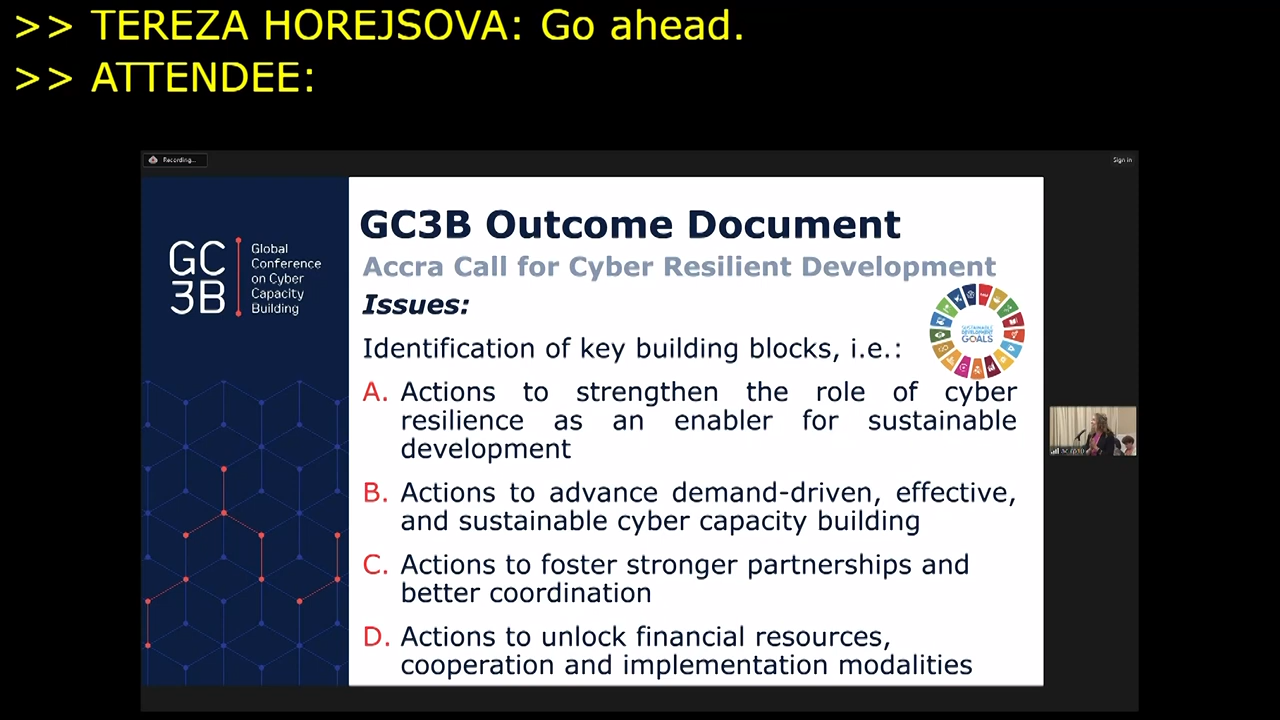 >> TEREZA HOREJSOVA: Go ahead.
>> ATTENDEE:
Recording...
Sign in
GC
3B
Global
Conference
on Cyber
Capacity
Building
GC3B Outcome Document
Accra Call for Cyber Resilient Development
Issues:
SUSTAINABLE
DEVELOPMENT
GOALS
Identification of key building blocks, i.e.:
A. Actions to strengthen the role of cyber
resilience as an enabler for sustainable
development
B. Actions to advance demand-driven, effective,
and sustainable cyber capacity building
C. Actions to foster stronger partnerships and
better coordination
D. Actions to unlock financial resources,
cooperation and implementation modalities